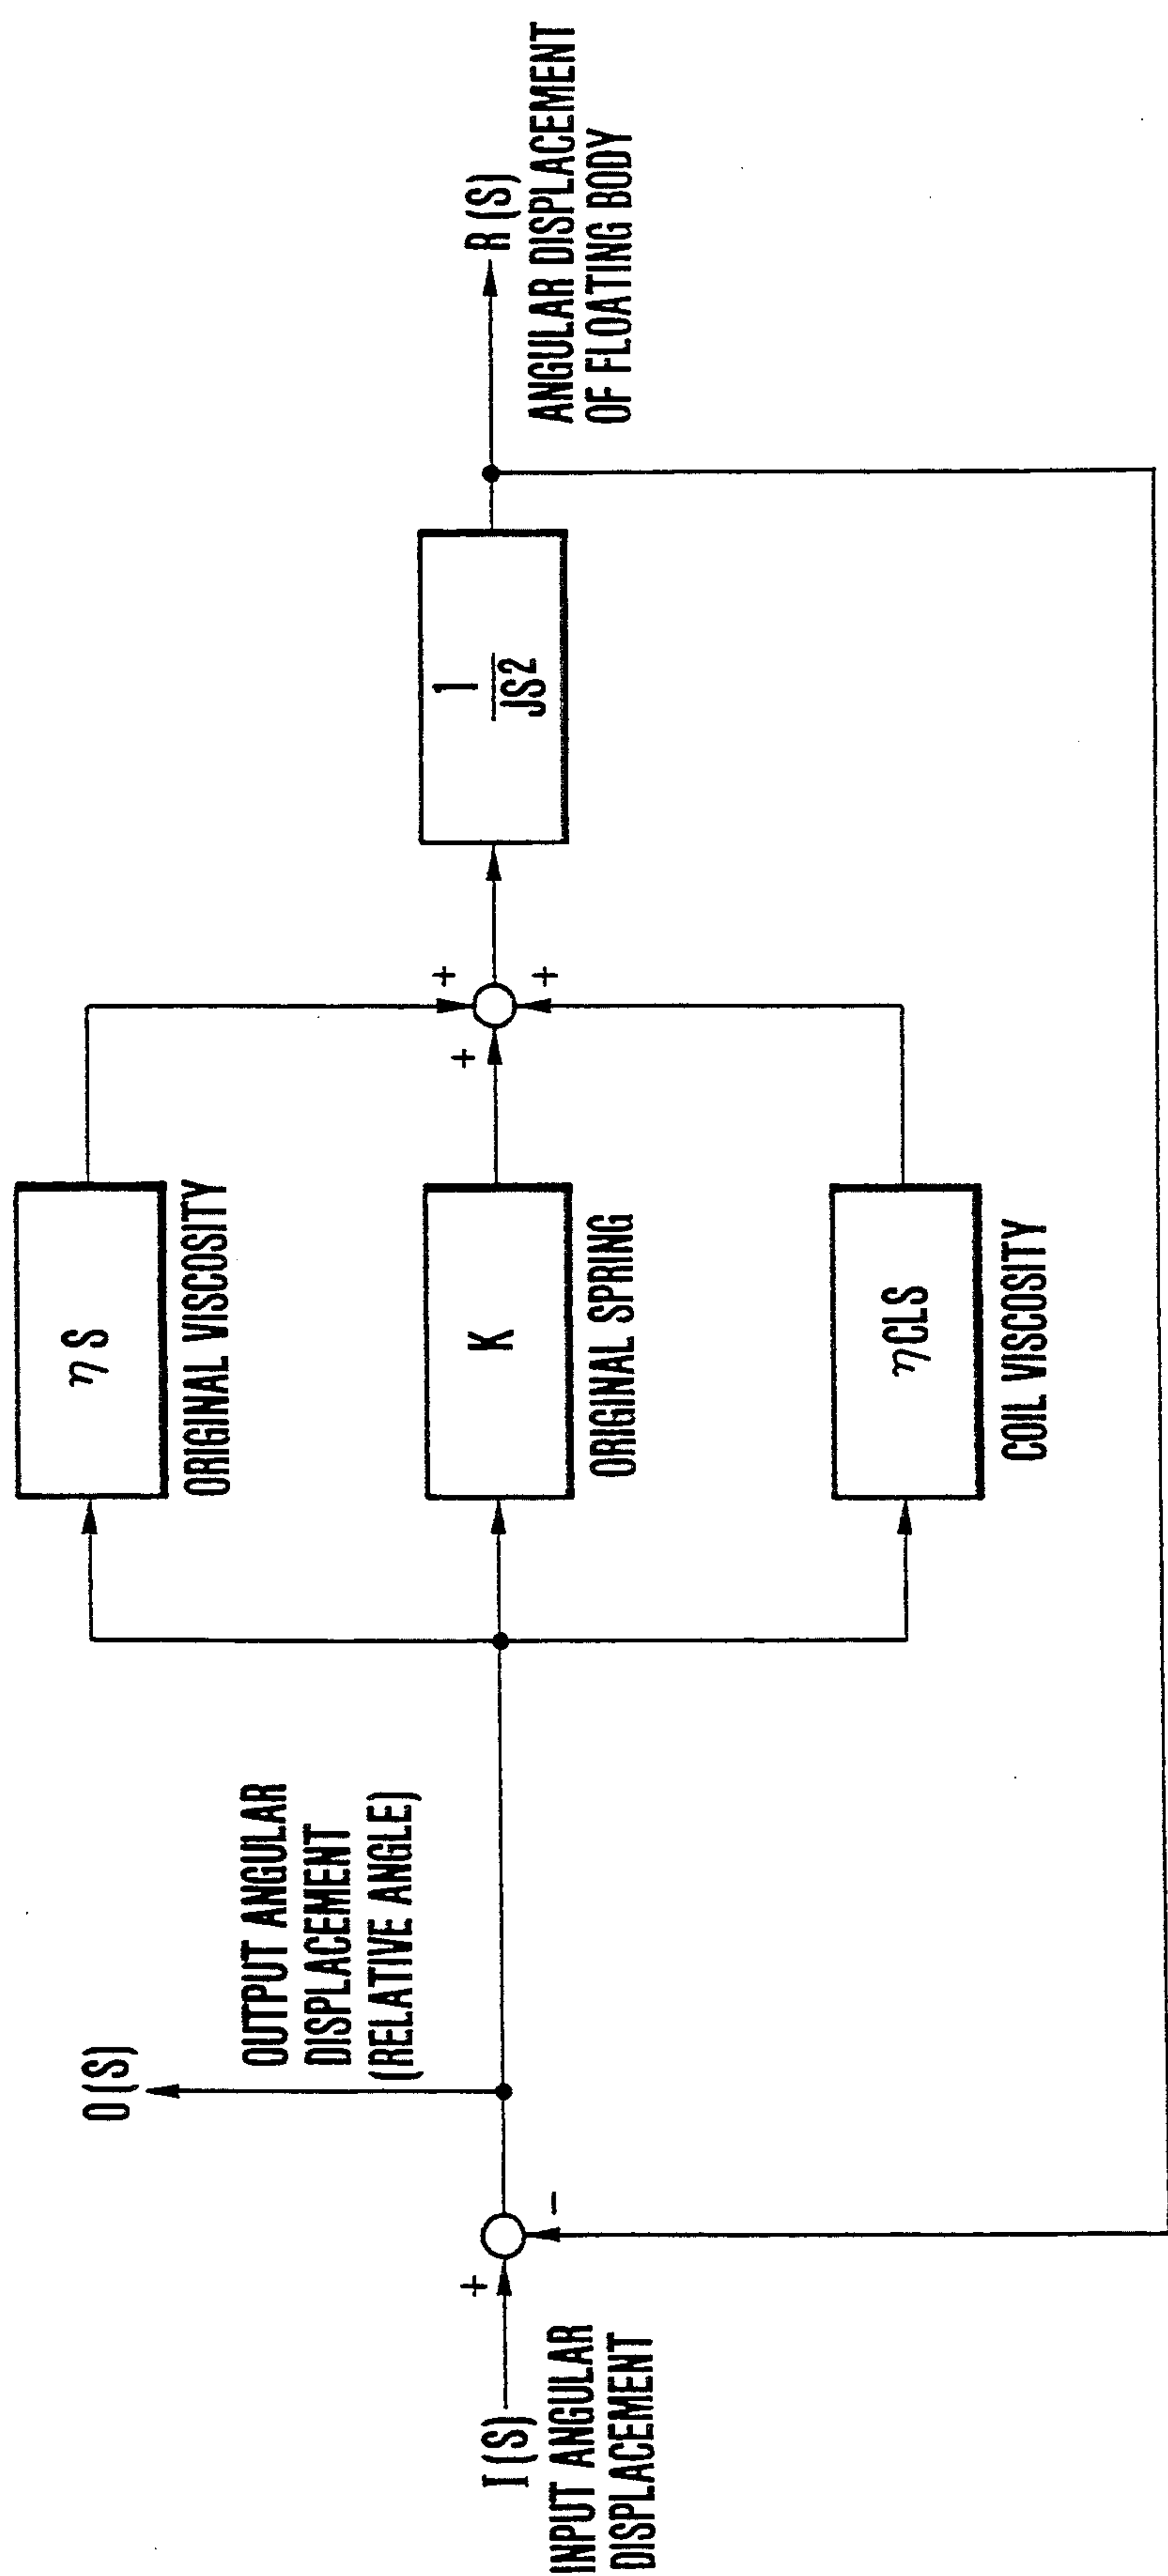 I(S)
INPUT ANGULAR
DISPLACEMENT
+
-
O(S)
OUTPUT ANGULAR
DISPLACEMENT
(RELATIVE ANGLE)
ηS
ORIGINAL VISCOSITY
K
ORIGINAL SPRING
ηCLS
COIL VISCOSITY
+
+
+
1
JS²
R(S)
ANGULAR DISPLACEMENT
OF FLOATING BODY